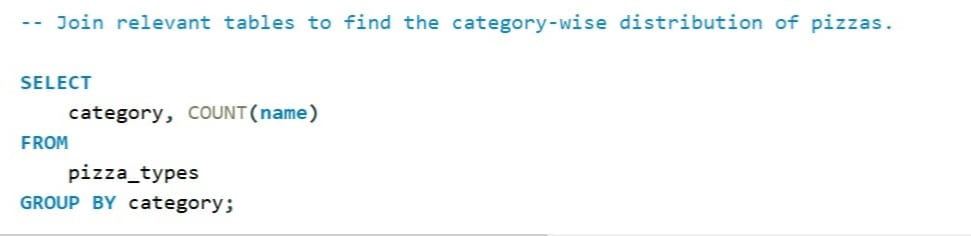 -- Join relevant tables to find the category-wise distribution of pizzas.
SELECT
category, COUNT(name)
FROM
pizza_types
GROUP BY category;